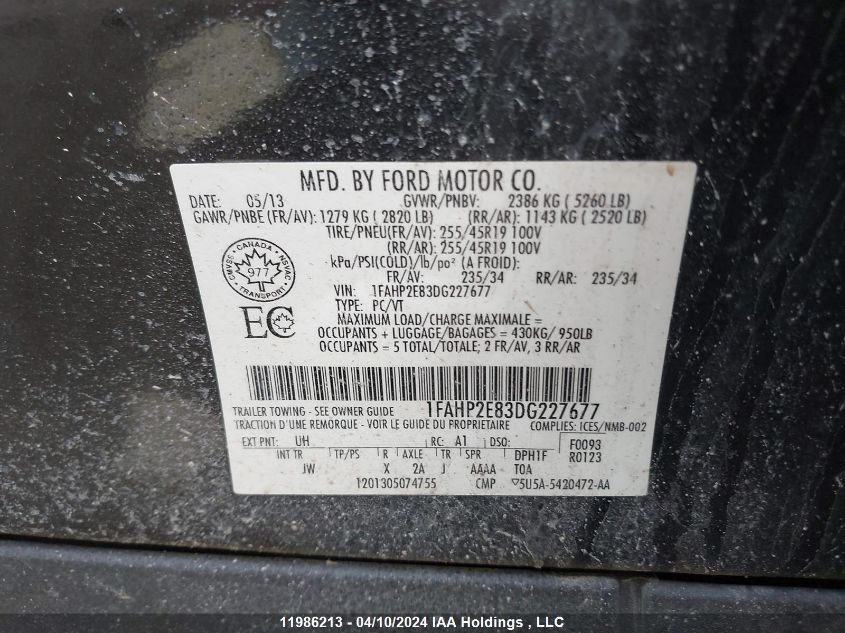 MFD. BY FORD MOTOR CO.
DATE: 05/13 GVWR/PNBV: 2386 KG ( 5260 LB)
GAWR/PNBE (FR/AV): 1279 KG ( 2820 LB) (RR/AR) 1143 KG ( 2520 LB)
TIRE/PNEU(FR/AV): 255/45R19 100V
(RR/AR): 255/45R19 100V
kPa/PSI(COLD)/lb/po² (A FROID):
FR/AV: 235/34 RR/AR: 235/34
CANADA
CMVSS 977 NSVAC
TRANSPORT
VIN: 1FAHP2E83DG227677
TYPE: PC/VT
EC
MAXIMUM LOAD/CHARGE MAXIMALE =
OCCUPANTS + LUGGAGE/BAGAGES = 430KG/ 950LB
OCCUPANTS = 5 TOTAL/TOTALE; 2 FR/AV, 3 RR/AR
TRAILER TOWING - SEE OWNER GUIDE 1FAHP2E83DG227677
TRACTION D'UNE REMORQUE - VOIR LE GUIDE DU PROPRIETAIRE COMPLIES: ICES/NMB-002
EXT PNT: UH RC: A1 DSO: F0093
INT TR TP/PS R AXLE TR SPR DPH1F R0123
JW X 2A J AAAA TOA
1201305074755 CMP ▽5U5A-5420472-AA
11986213 - 04/10/2024 IAA Holdings , LLC